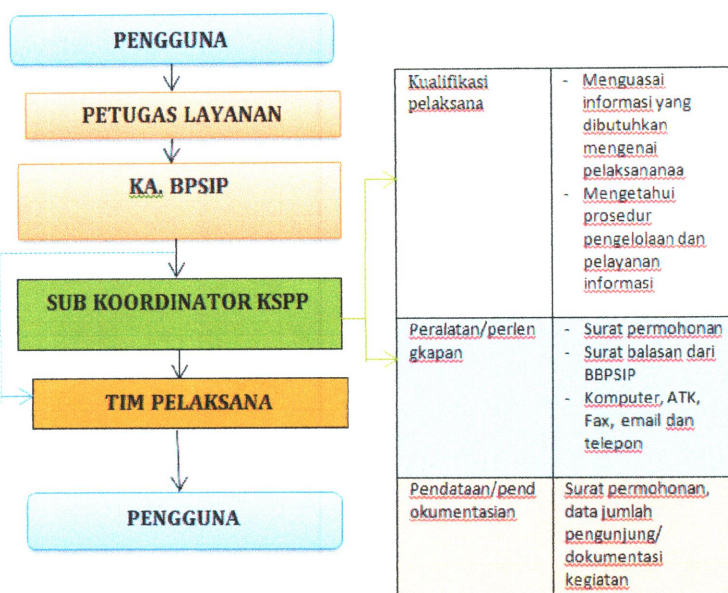 PENGGUNA
PETUGAS LAYANAN
KA. BPSIP
SUB KOORDINATOR KSPP
TIM PELAKSANA
PENGGUNA
Kualifikasi
pelaksana
- Menguasai
informasi yang
dibutuhkan
mengenai
pelaksananaa
- Mengetahui
prosedur
pengelolaan dan
pelayanan
informasi
Peralatan/perlen
gkapan
- Surat permohonan
- Surat balasan dari
BBPSIP
- Komputer, ATK,
Fax, email dan
telepon
Pendataan/pend
okumentasian
Surat permohonan,
data jumlah
pengunjung/
dokumentasi
kegiatan